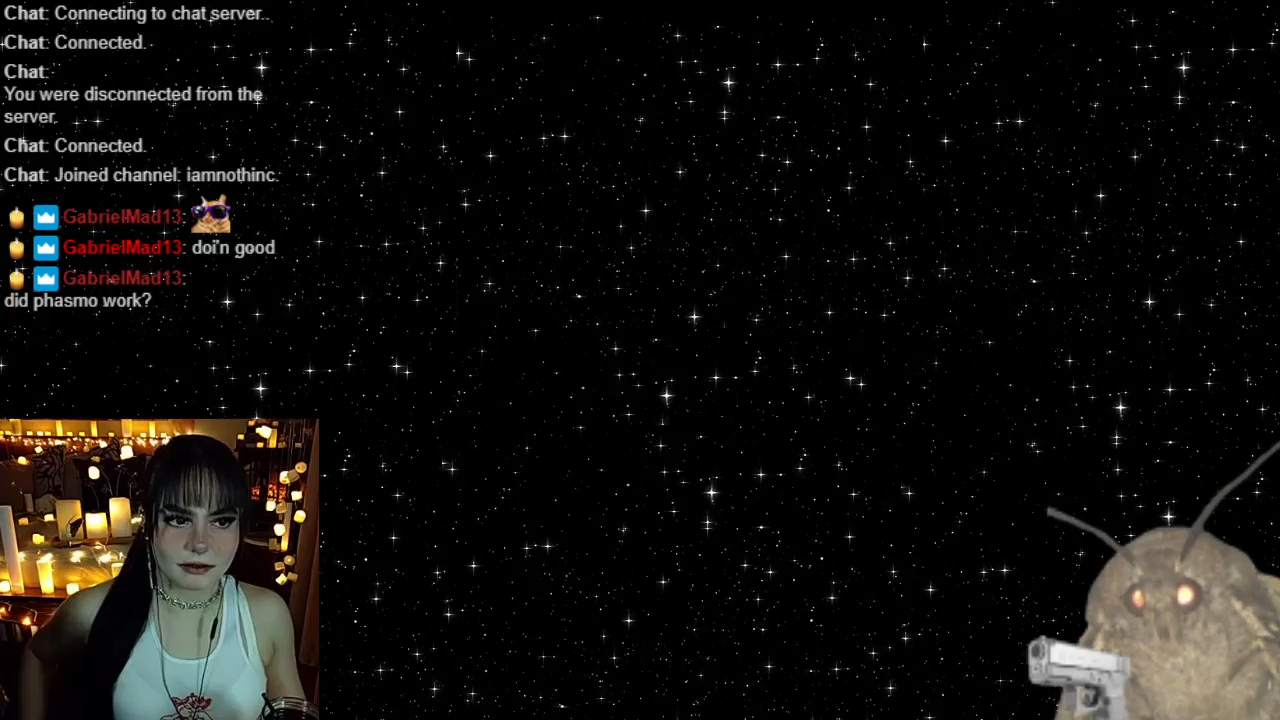 Chat: Connecting to chat server..
Chat: Connected.
Chat:
You were disconnected from the
server.
Chat: Connected.
Chat: Joined channel: iamnothinc.
GabrielMad13:
GabrielMad13: doi'n good
GabrielMad13:
did phasmo work?